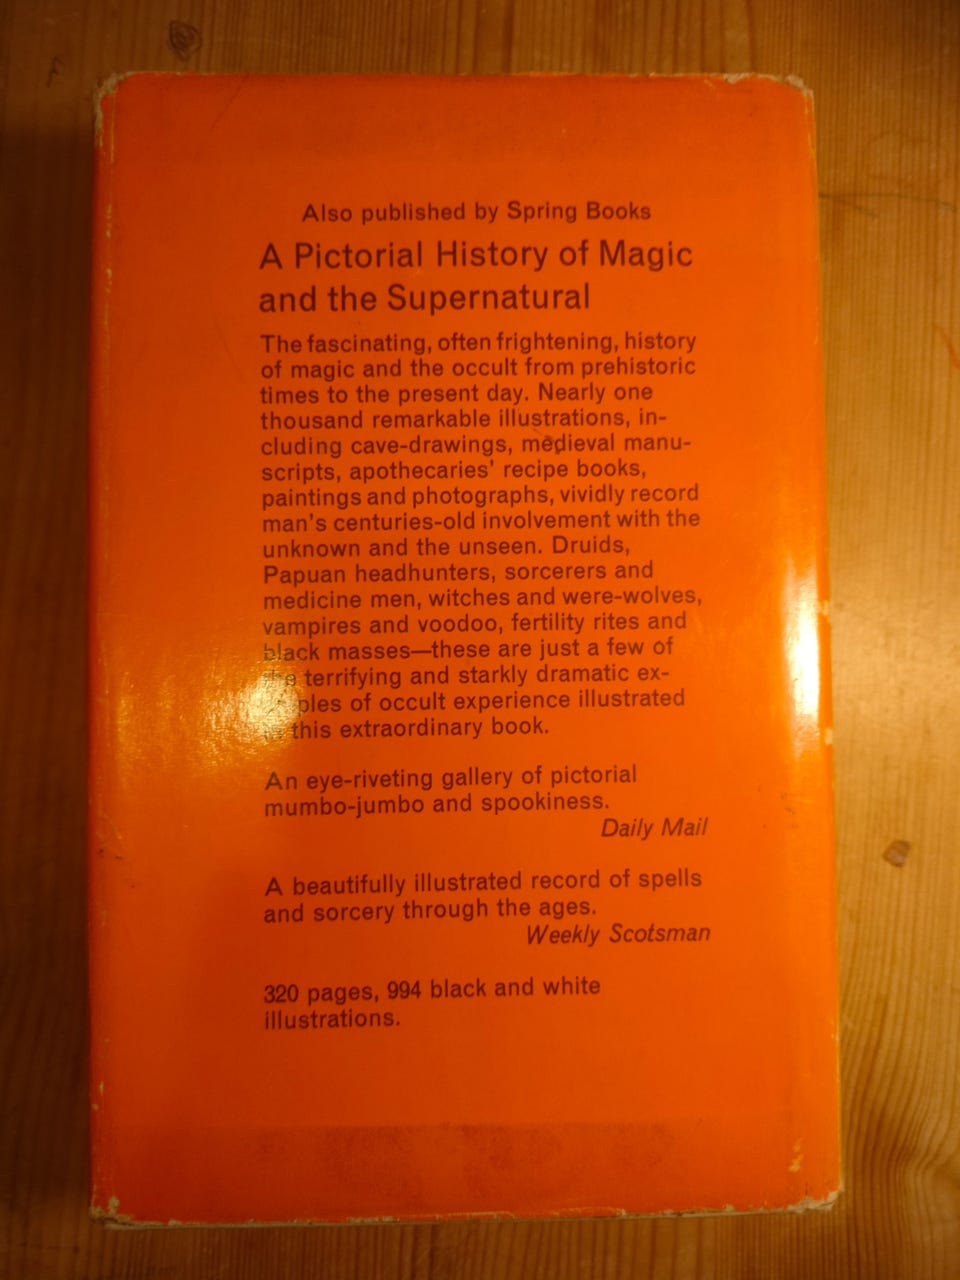 Also published by Spring Books
A Pictorial History of Magic
and the Supernatural
The fascinating, often frightening, history
of magic and the occult from prehistoric
times to the present day. Nearly one
thousand remarkable illustrations, in-
cluding cave-drawings, medieval manu-
scripts, apothecaries' recipe books,
paintings and photographs, vividly record
man's centuries-old involvement with the
unknown and the unseen. Druids,
Papuan headhunters, sorcerers and
medicine men, witches and were-wolves,
vampires and voodoo, fertility rites and
black masses—these are just a few of
the terrifying and starkly dramatic ex-
amples of occult experience illustrated
in this extraordinary book.
An eye-riveting gallery of pictorial
mumbo-jumbo and spookiness.
Daily Mail
A beautifully illustrated record of spells
and sorcery through the ages.
Weekly Scotsman
320 pages, 994 black and white
illustrations.